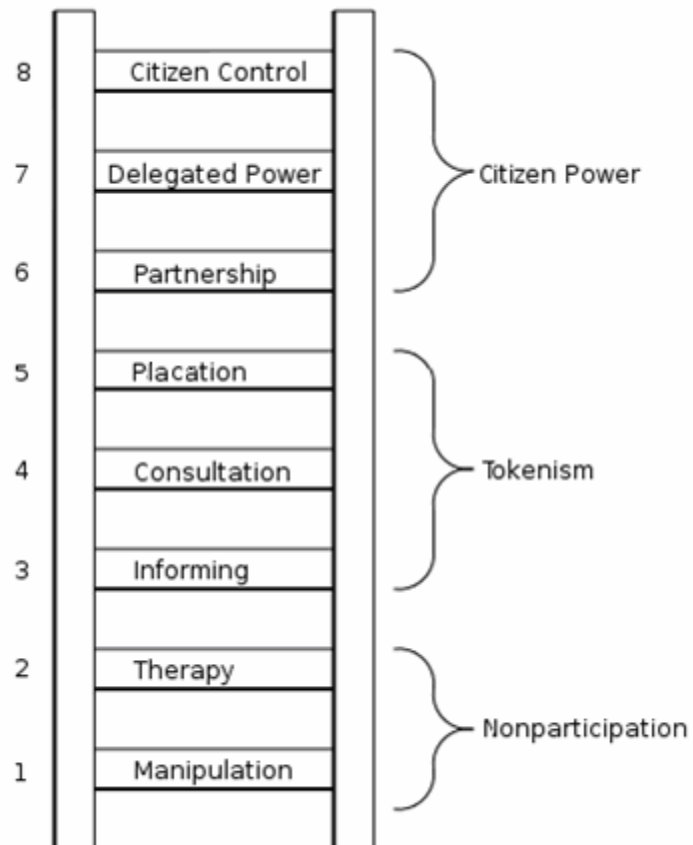 8 Citizen Control
7 Delegated Power
Citizen Power
6 Partnership
5 Placation
4 Consultation
Tokenism
3 Informing
2 Therapy
Nonparticipation
1 Manipulation